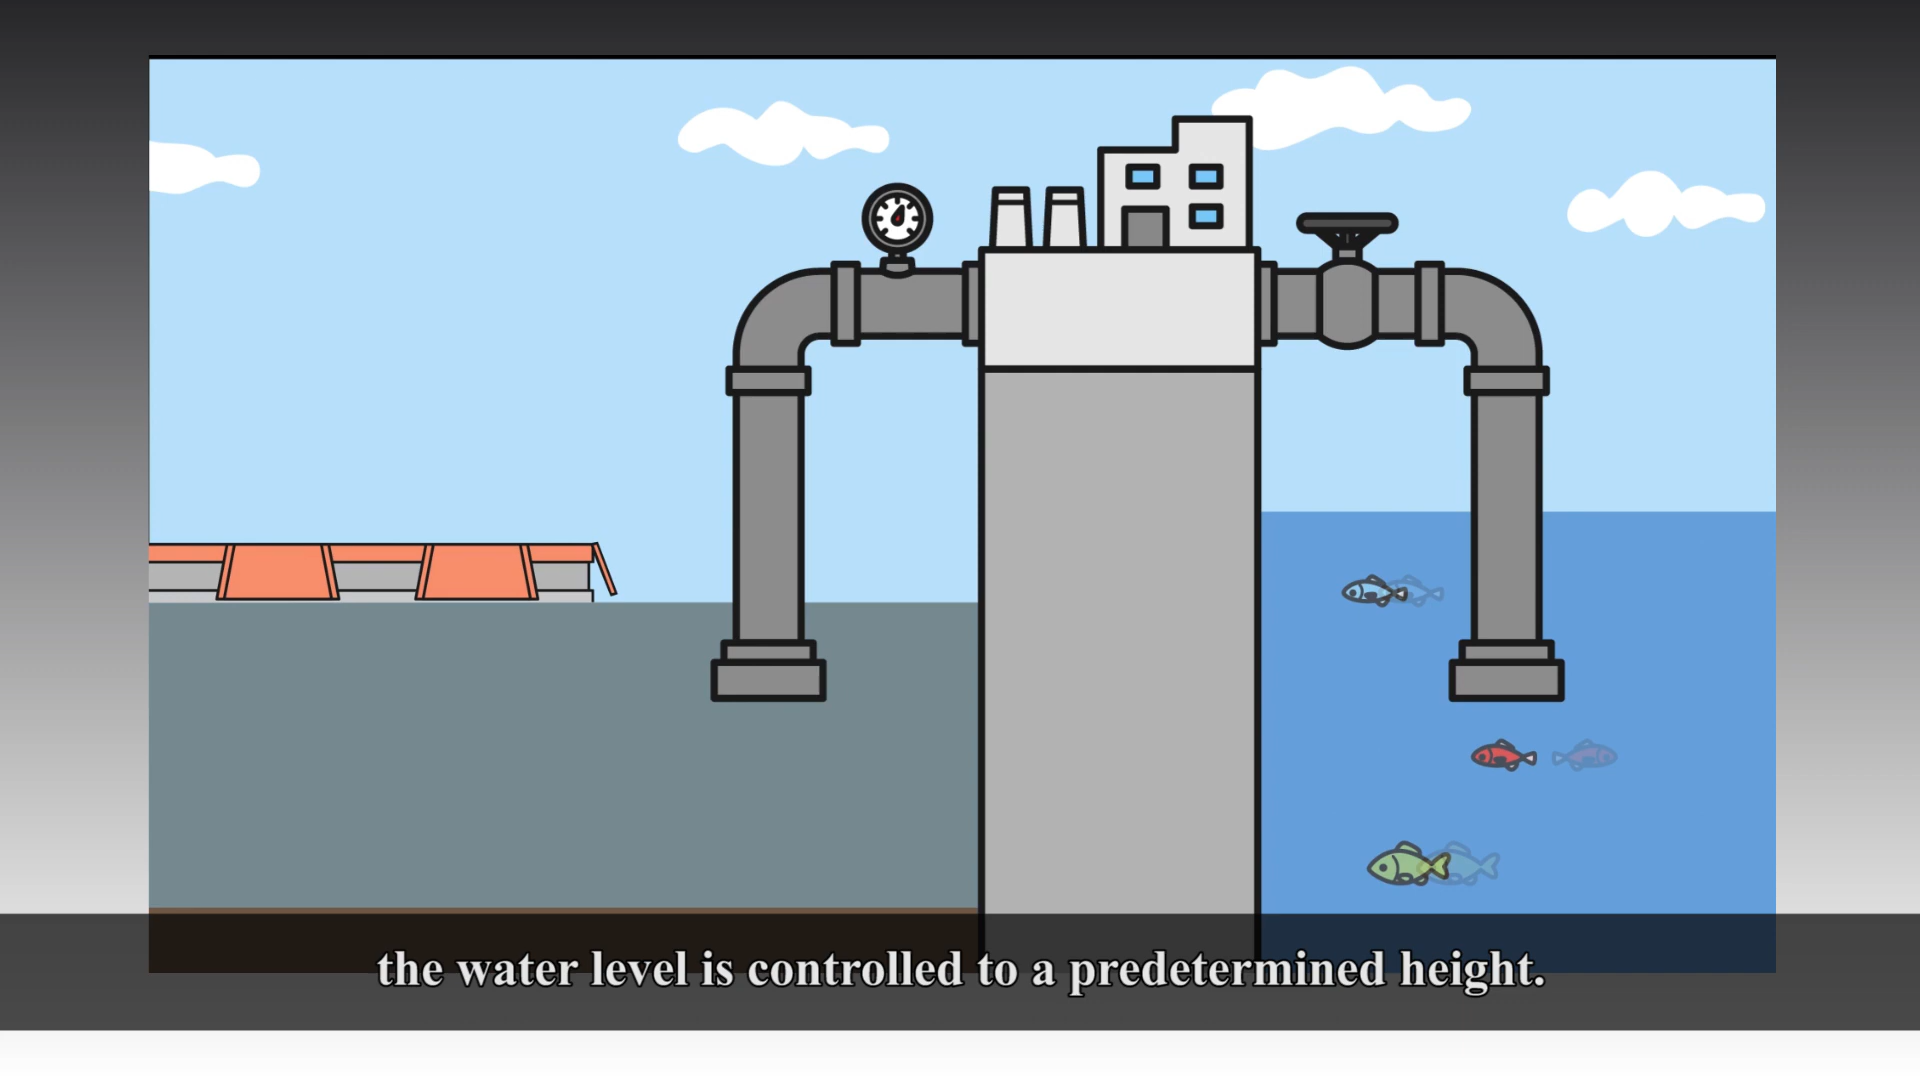 the water level is controlled to a predetermined height.